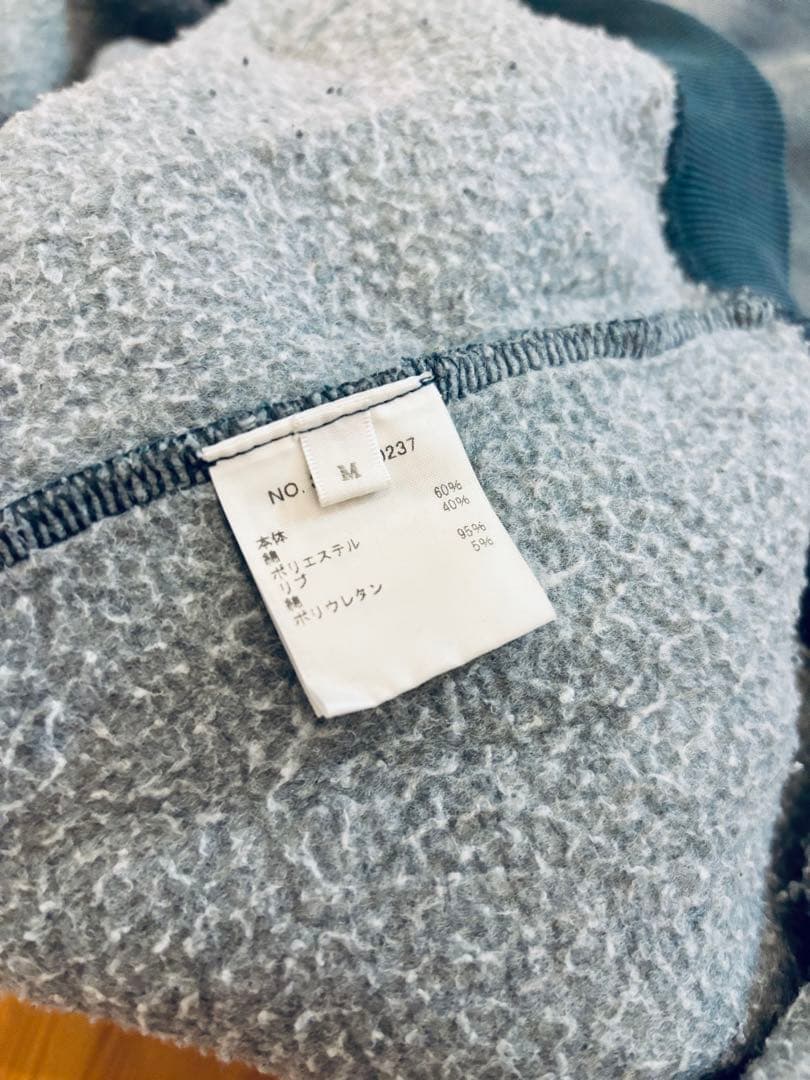 M
NO. 0237
本体
綿 60%
ポリエステル 40%
リブ
綿 95%
ポリウレタン 5%